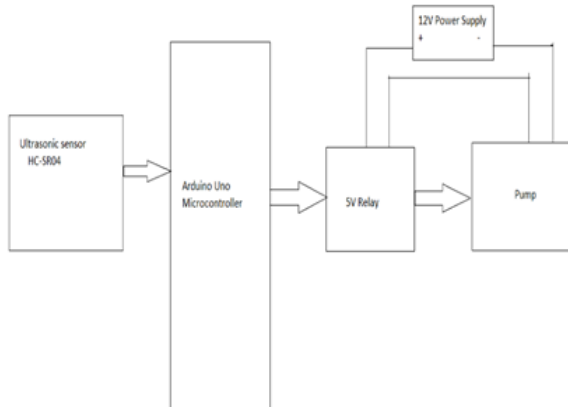 12V Power Supply
+ -
Ultrasonic sensor
HC-SR04
Arduino Uno
Microcontroller
5V Relay
Pump